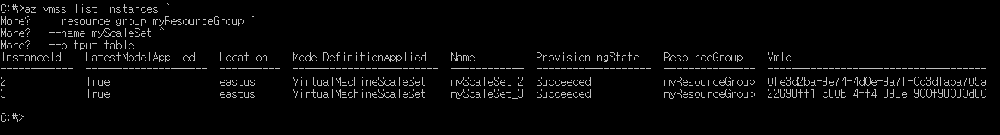 C:\>az vmss list-instances ^
More?   --resource-group myResourceGroup ^
More?   --name myScaleSet ^
More?   --output table
InstanceId    LatestModelApplied    Location    ModelDefinitionApplied    Name          ProvisioningState    ResourceGroup    VmId
------------  --------------------  ----------  ------------------------  ------------  -------------------  ---------------  ------------------------------------
2             True                  eastus      VirtualMachineScaleSet    myScaleSet_2  Succeeded            myResourceGroup  0fe3d2ba-9e74-4d0e-9a7f-0d3dfaba705a
3             True                  eastus      VirtualMachineScaleSet    myScaleSet_3  Succeeded            myResourceGroup  22698ff1-c80b-4ff4-898e-900f98030d80
C:\>